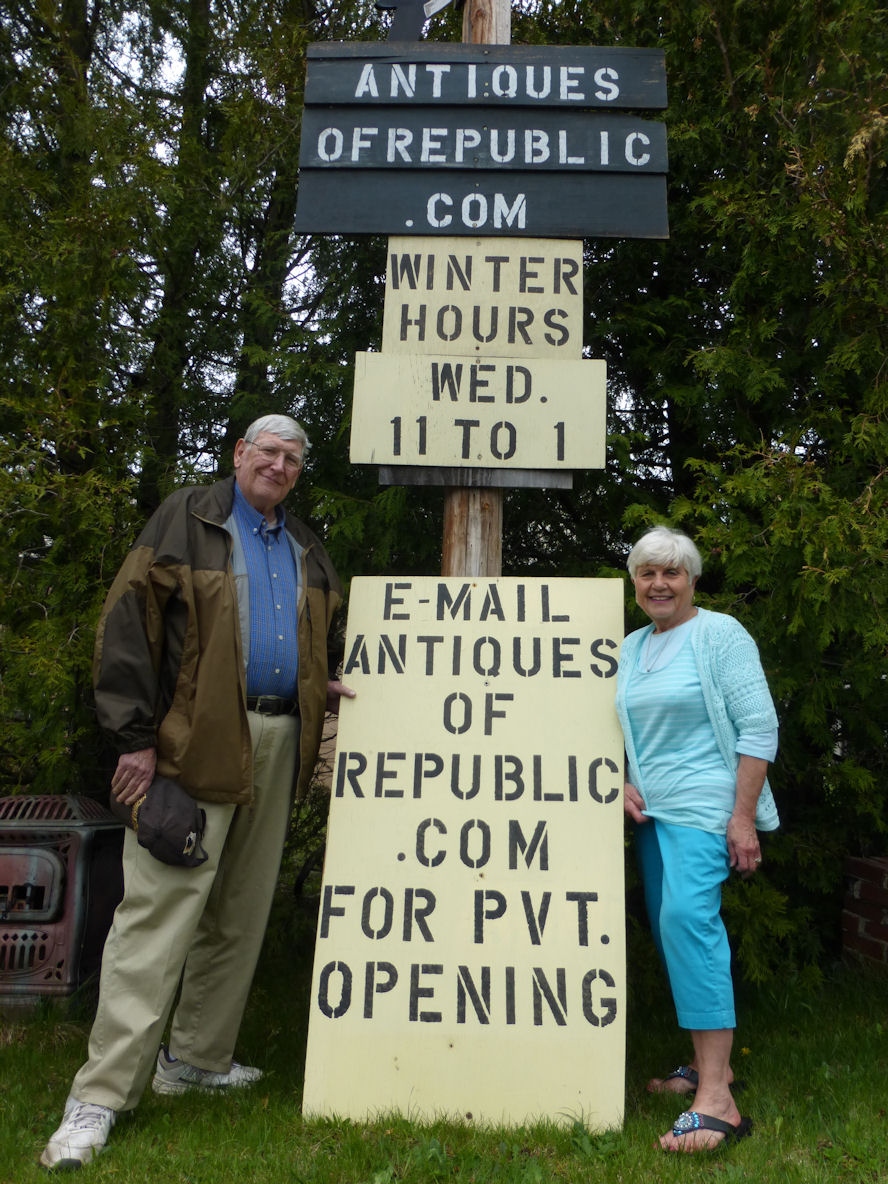 ANTIQUES
OFREPUBLIC
.COM
WINTER
HOURS
WED.
11 TO 1
E-MAIL
ANTIQUES
OF
REPUBLIC
.COM
FOR PVT.
OPENING